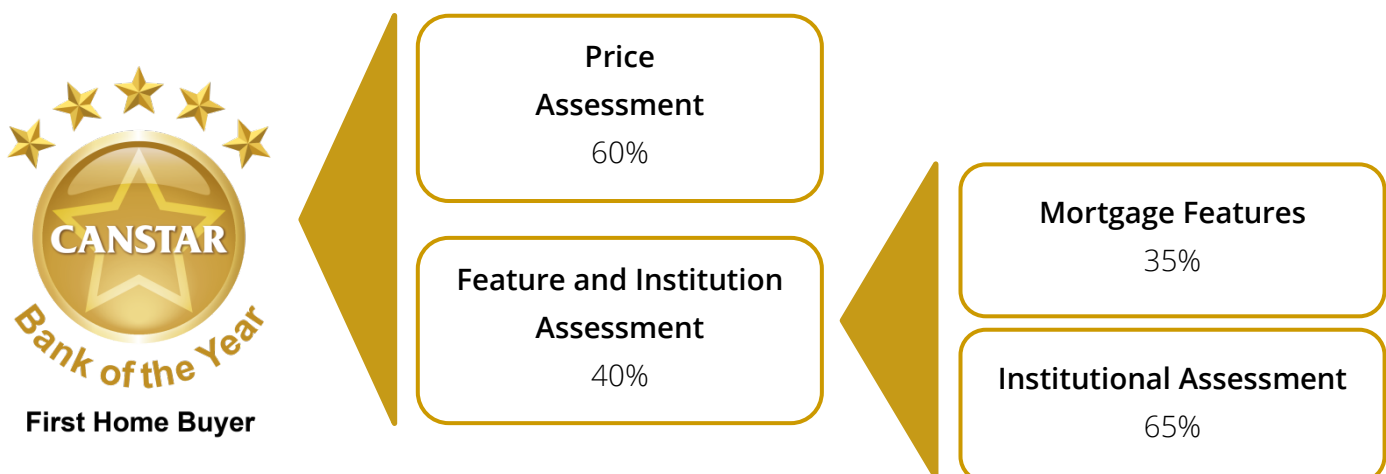 CANSTAR
Bank of the Year
First Home Buyer
Price
Assessment
60%
Feature and Institution
Assessment
40%
Mortgage Features
35%
Institutional Assessment
65%